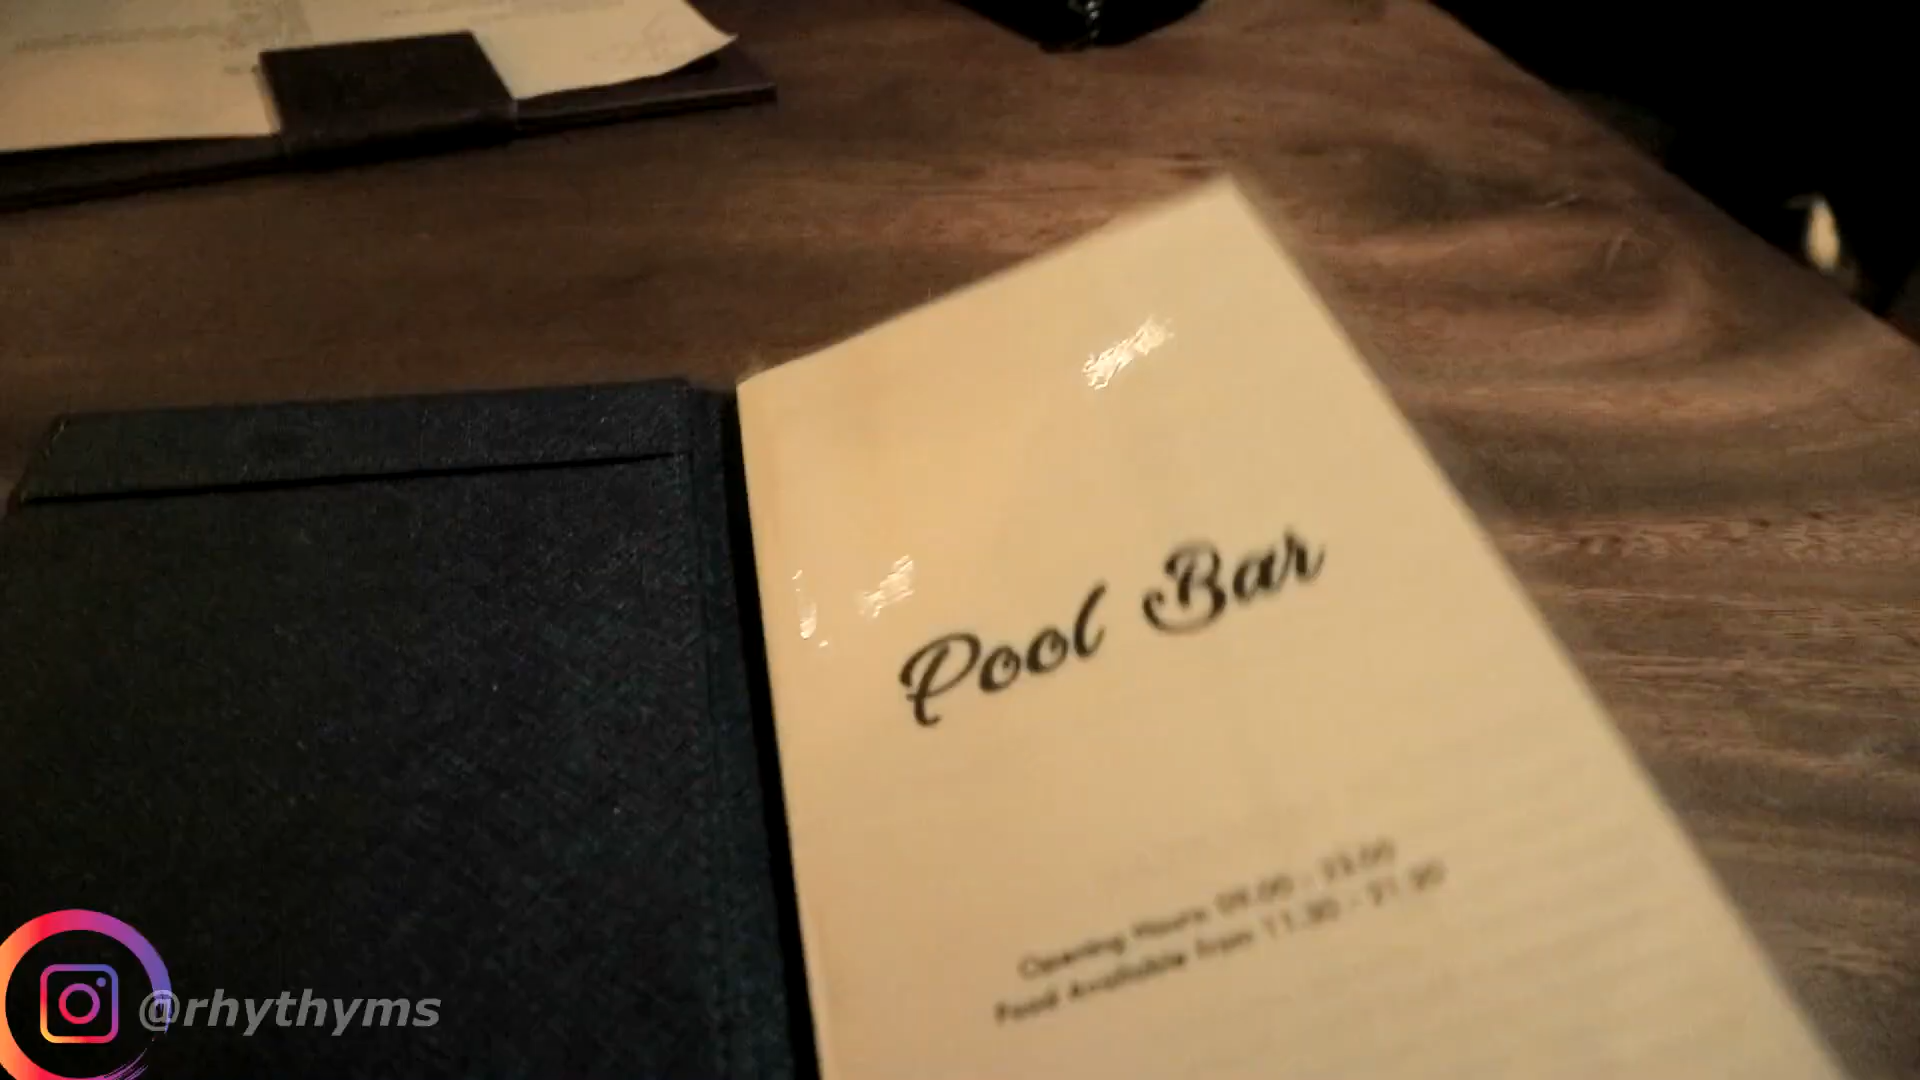 Pool Bar
Opening Hours 09.00 - 23.00
Food Available from 11.30 - 21.30
@rhythyms